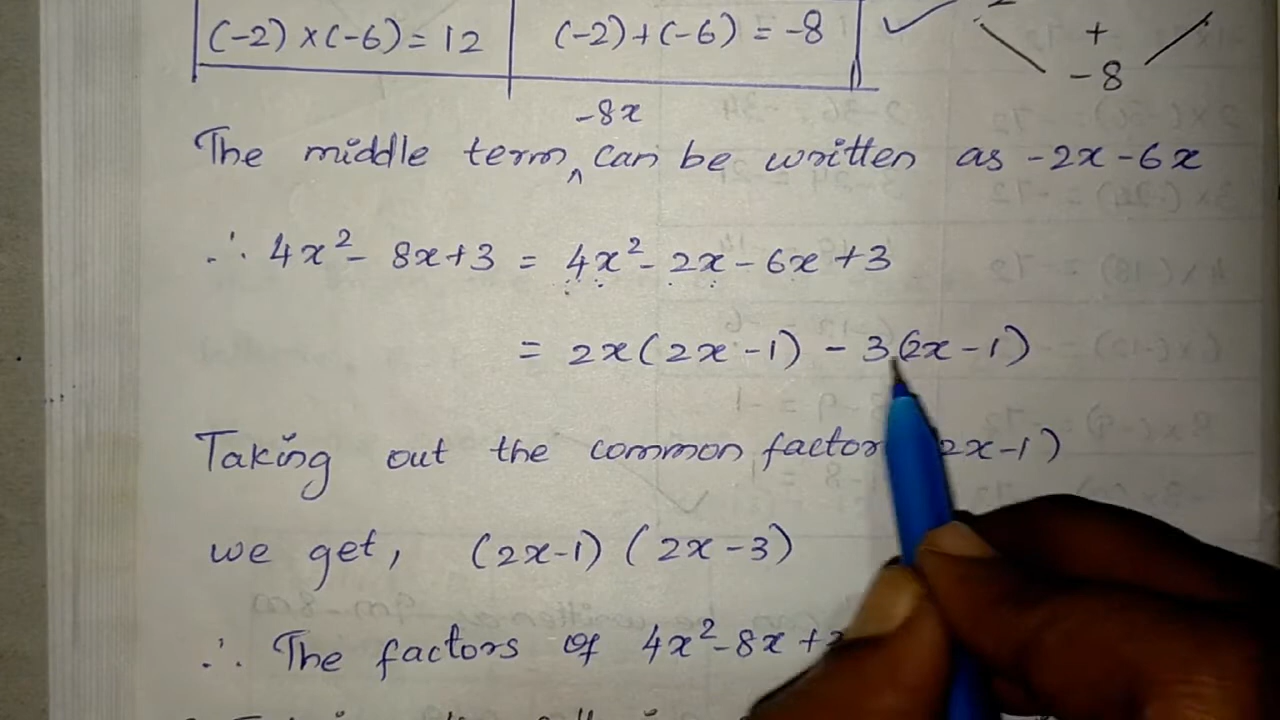 (-2)×(-6)=12 (-2)+(-6) = -8
+
-8
-8x
The middle term ^ can be written as -2x-6x
∴ 4x²- 8x+3 = 4x²-2x-6x+3
= 2x(2x-1) - 3(2x-1)
Taking out the common factor 2x-1)
we get, (2x-1) (2x-3)
∴ The factors of 4x²-8x+